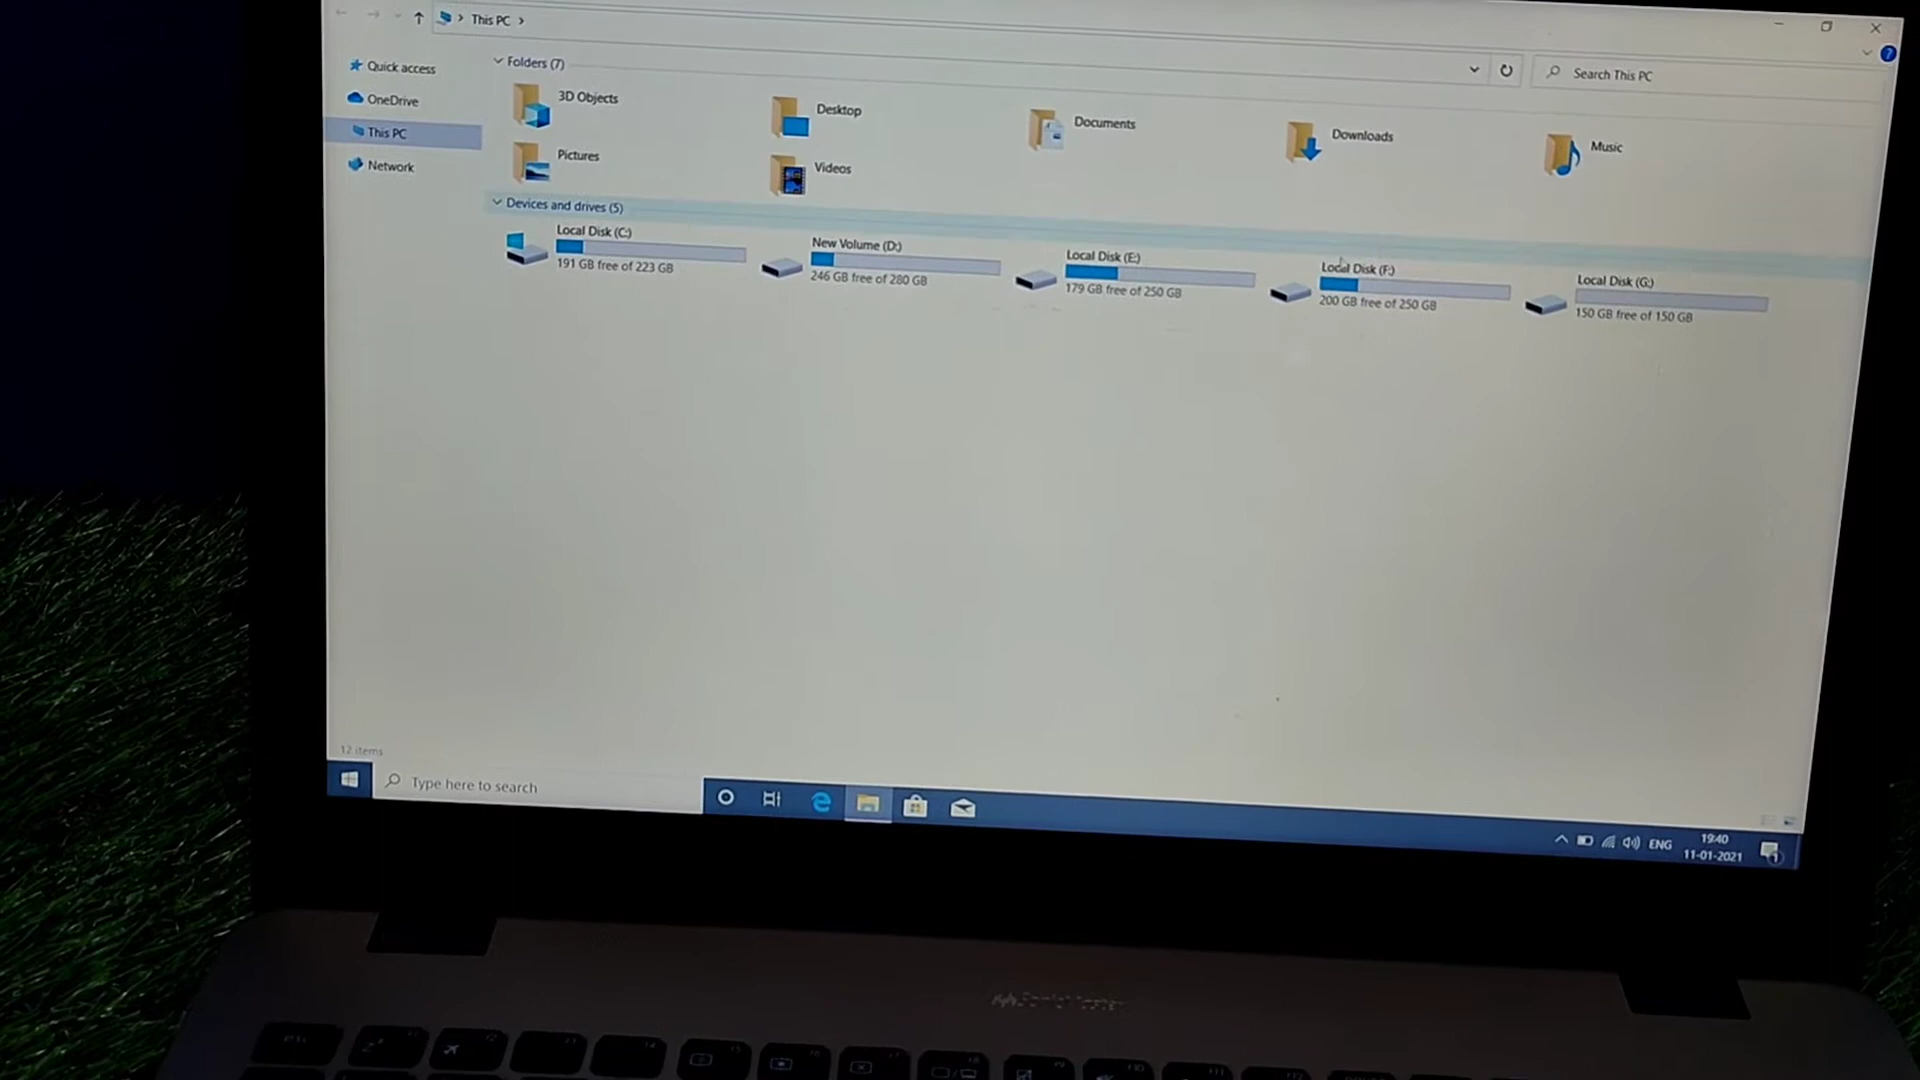 This PC
Search This PC
Quick access
OneDrive
This PC
Network
Folders (7)
3D Objects
Desktop
Documents
Downloads
Music
Pictures
Videos
Devices and drives (5)
Local Disk (C:)
191 GB free of 223 GB
New Volume (D:)
246 GB free of 280 GB
Local Disk (E:)
179 GB free of 250 GB
Local Disk (F:)
200 GB free of 250 GB
Local Disk (G:)
150 GB free of 150 GB
12 items
Type here to search
ENG
19:40
11-01-2021